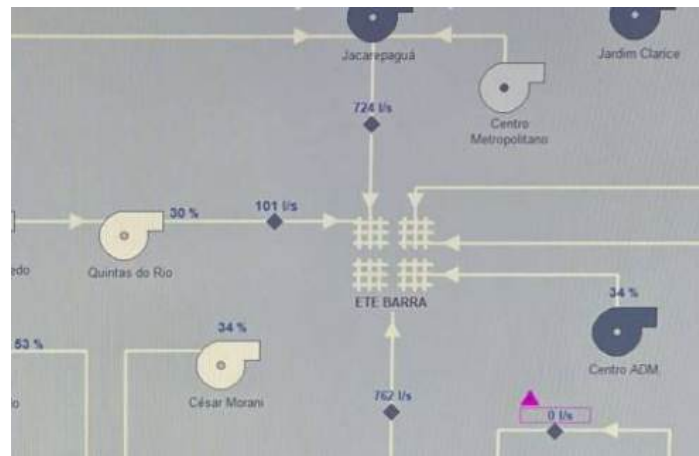 Jacarepaguá
Jardim Clarice
724 l/s
Centro
Metropolitano
30 %
101 l/s
edo
Quintas do Rio
ETE BARRA
34 %
53 %
34 %
Centro ADM.
César Morani
762 l/s
0 l/s